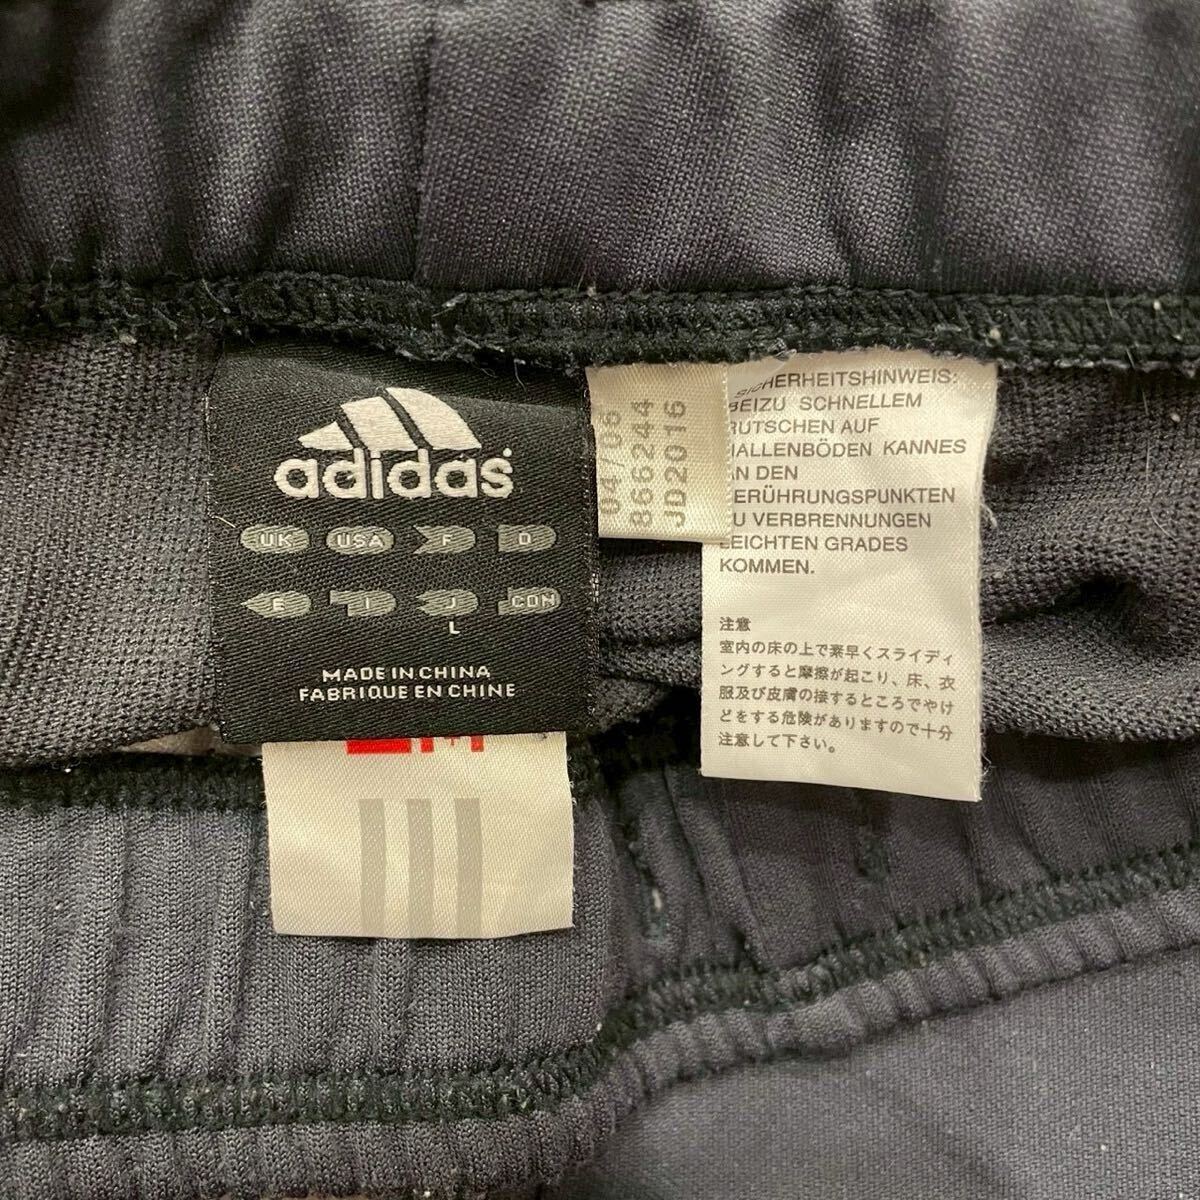 adidas
UK USA F D
E I J CON
L
MADE IN CHINA
FABRIQUE EN CHINE
04/06
866244
JD2016
SICHERHEITSHINWEIS:
BEIZU SCHNELLEM
RUTSCHEN AUF
HALLENBÖDEN KANNES
AN DEN
BERÜHRUNGSPUNKTEN
ZU VERBRENNUNGEN
LEICHTEN GRADES
KOMMEN.
注意
室内の床の上で素早くスライディ
ングすると摩擦が起こり、床、衣
服及び皮膚の接するところでやけ
どをする危険がありますので十分
注意して下さい。